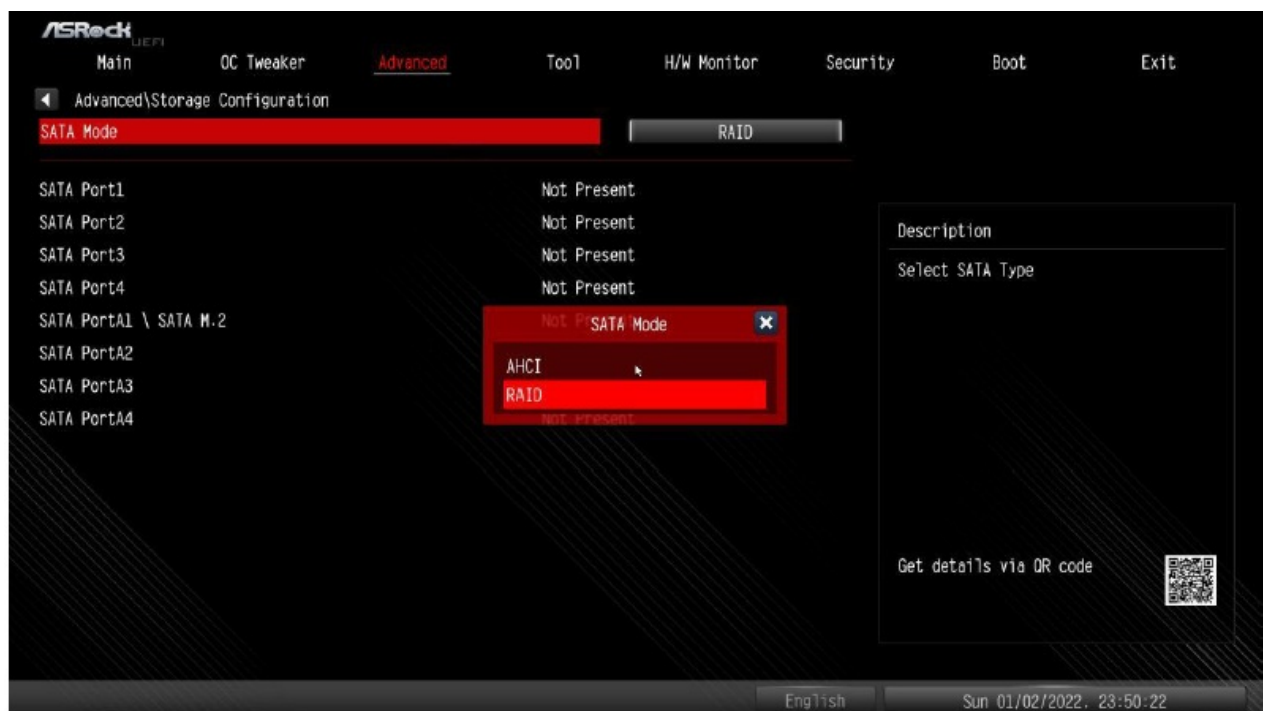 ASRock
UEFI
Main OC Tweaker Advanced Tool H/W Monitor Security Boot Exit
Advanced\Storage Configuration
SATA Mode RAID
SATA Port1 Not Present
SATA Port2 Not Present
SATA Port3 Not Present
SATA Port4 Not Present
SATA PortA1 \ SATA M.2 Not
SATA PortA2
SATA PortA3
SATA PortA4 Not Present
SATA Mode
AHCI
RAID
Description
Select SATA Type
Get details via QR code
English Sun 01/02/2022. 23:50:22